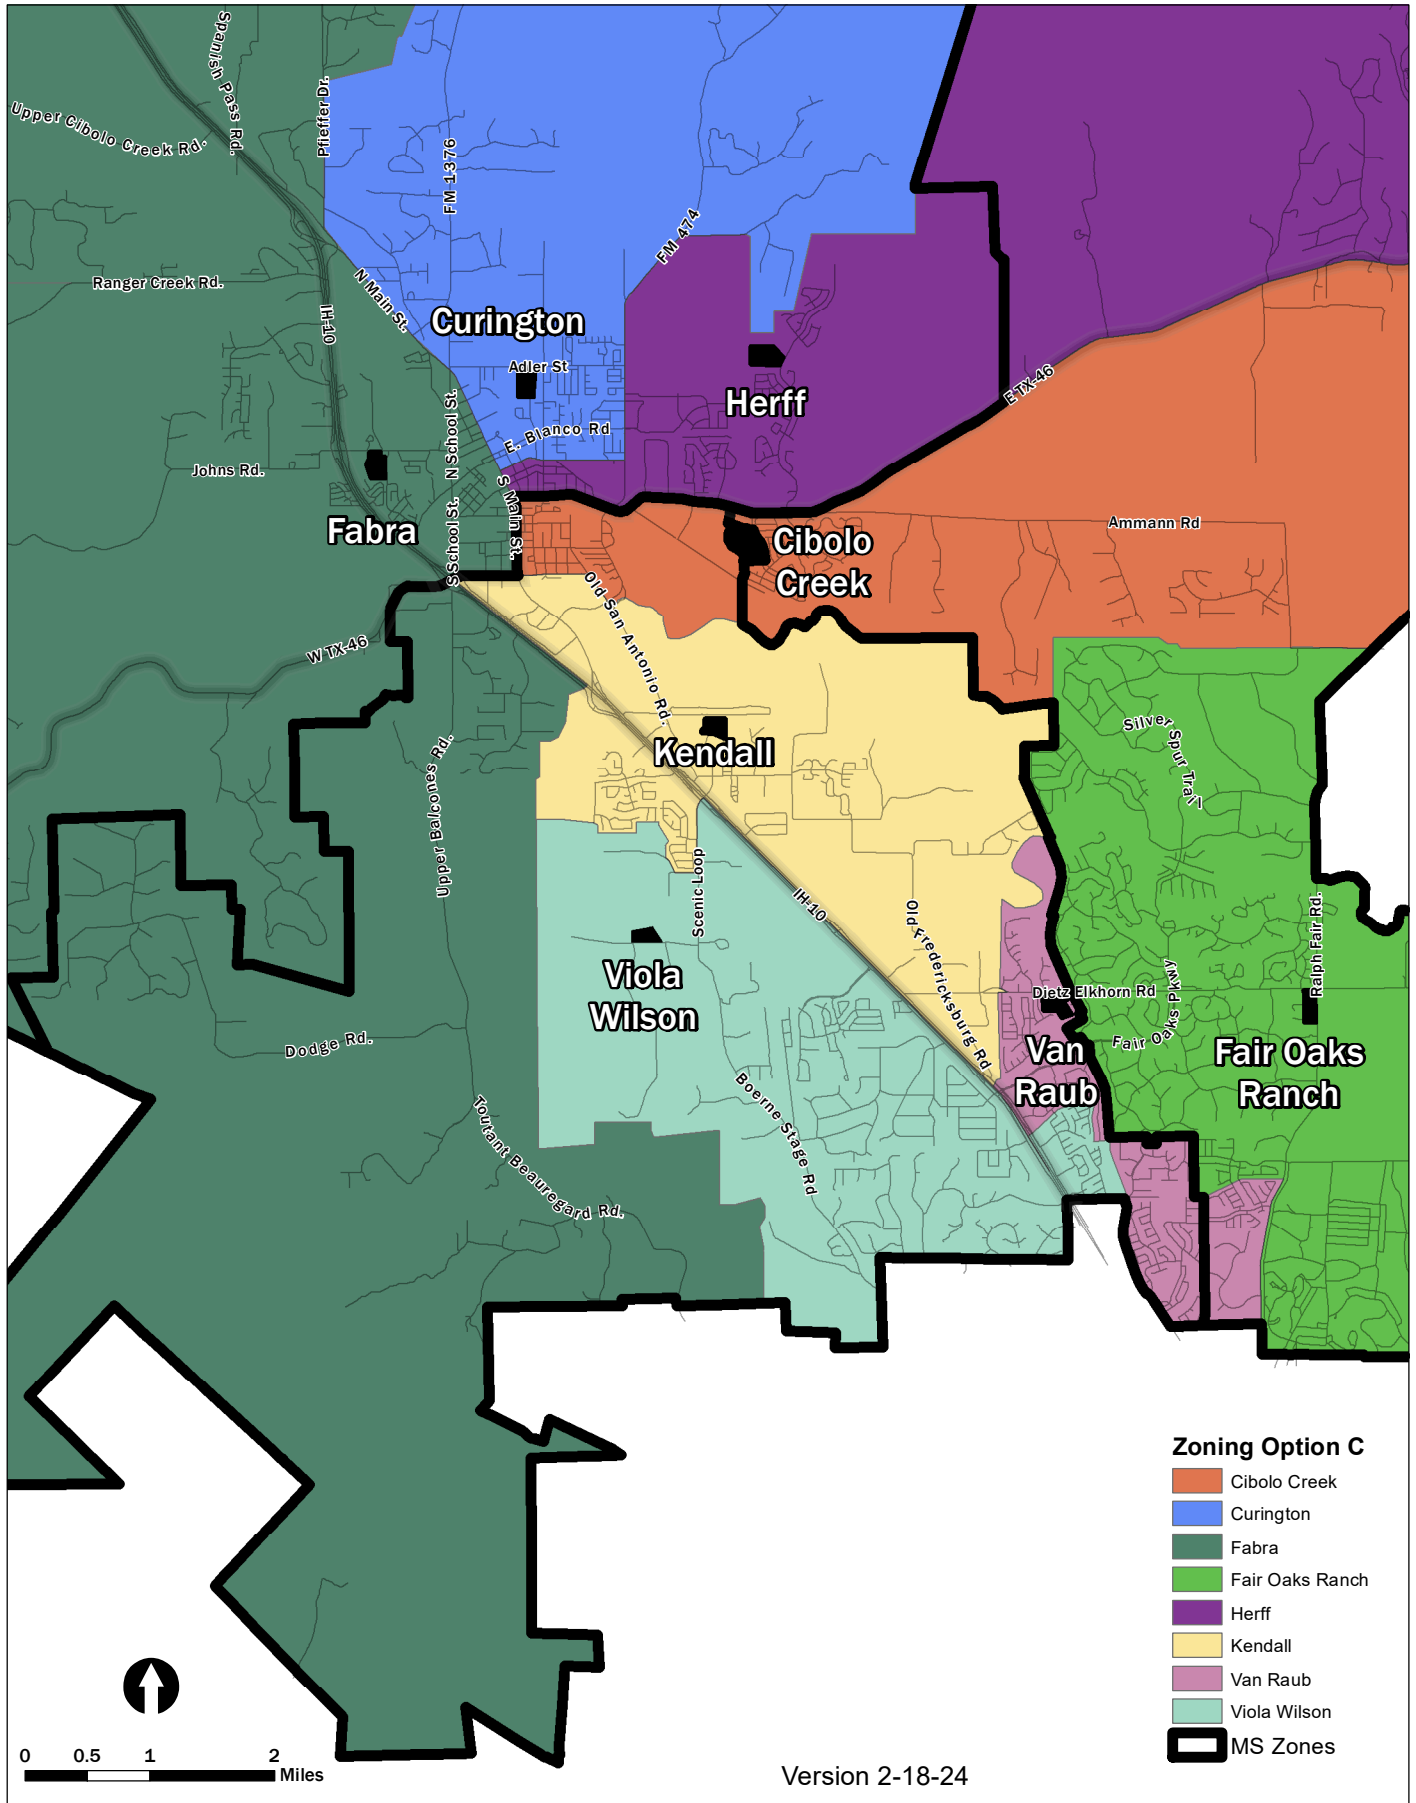 Spanish Pass Rd.
Pfieffer Dr.
Upper Cibolo Creek Rd.
FM 1376
FM 474
Ranger Creek Rd.
N Main St.
IH-10
Curington
Adler St
Herff
E TX-46
N School St.
E. Blanco Rd
Johns Rd.
S Main St.
Fabra
S School St.
Ammann Rd
Cibolo
Creek
Old San Antonio Rd.
W TX-46
Silver Spur Trail
Kendall
Upper Balcones Rd.
Scenic Loop
IH-10
Old Fredericksburg Rd
Ralph Fair Rd.
Viola
Wilson
Dietz Elkhorn Rd
Fair Oaks Pkwy
Dodge Rd.
Van
Raub
Fair Oaks
Ranch
Boerne Stage Rd
Toutant Beauregard Rd.
Zoning Option C
Cibolo Creek
Curington
Fabra
Fair Oaks Ranch
Herff
Kendall
Van Raub
Viola Wilson
MS Zones
0 0.5 1 2
Miles
Version 2-18-24